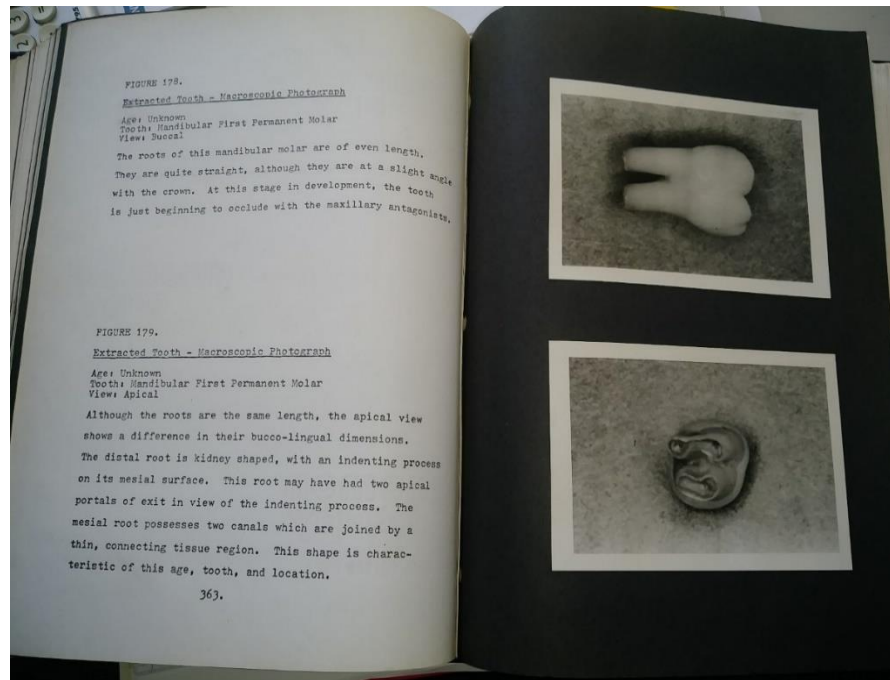 FIGURE 178.
Extracted Tooth - Macroscopic Photograph
Age: Unknown
Tooth: Mandibular First Permanent Molar
View: Buccal
The roots of this mandibular molar are of even length.
They are quite straight, although they are at a slight angle
with the crown. At this stage in development, the tooth
is just beginning to occlude with the maxillary antagonists.
FIGURE 179.
Extracted Tooth - Macroscopic Photograph
Age: Unknown
Tooth: Mandibular First Permanent Molar
View: Apical
Although the roots are the same length, the apical view
shows a difference in their bucco-lingual dimensions.
The distal root is kidney shaped, with an indenting process
on its mesial surface. This root may have had two apical
portals of exit in view of the indenting process. The
mesial root possesses two canals which are joined by a
thin, connecting tissue region. This shape is charac-
teristic of this age, tooth, and location.
363.